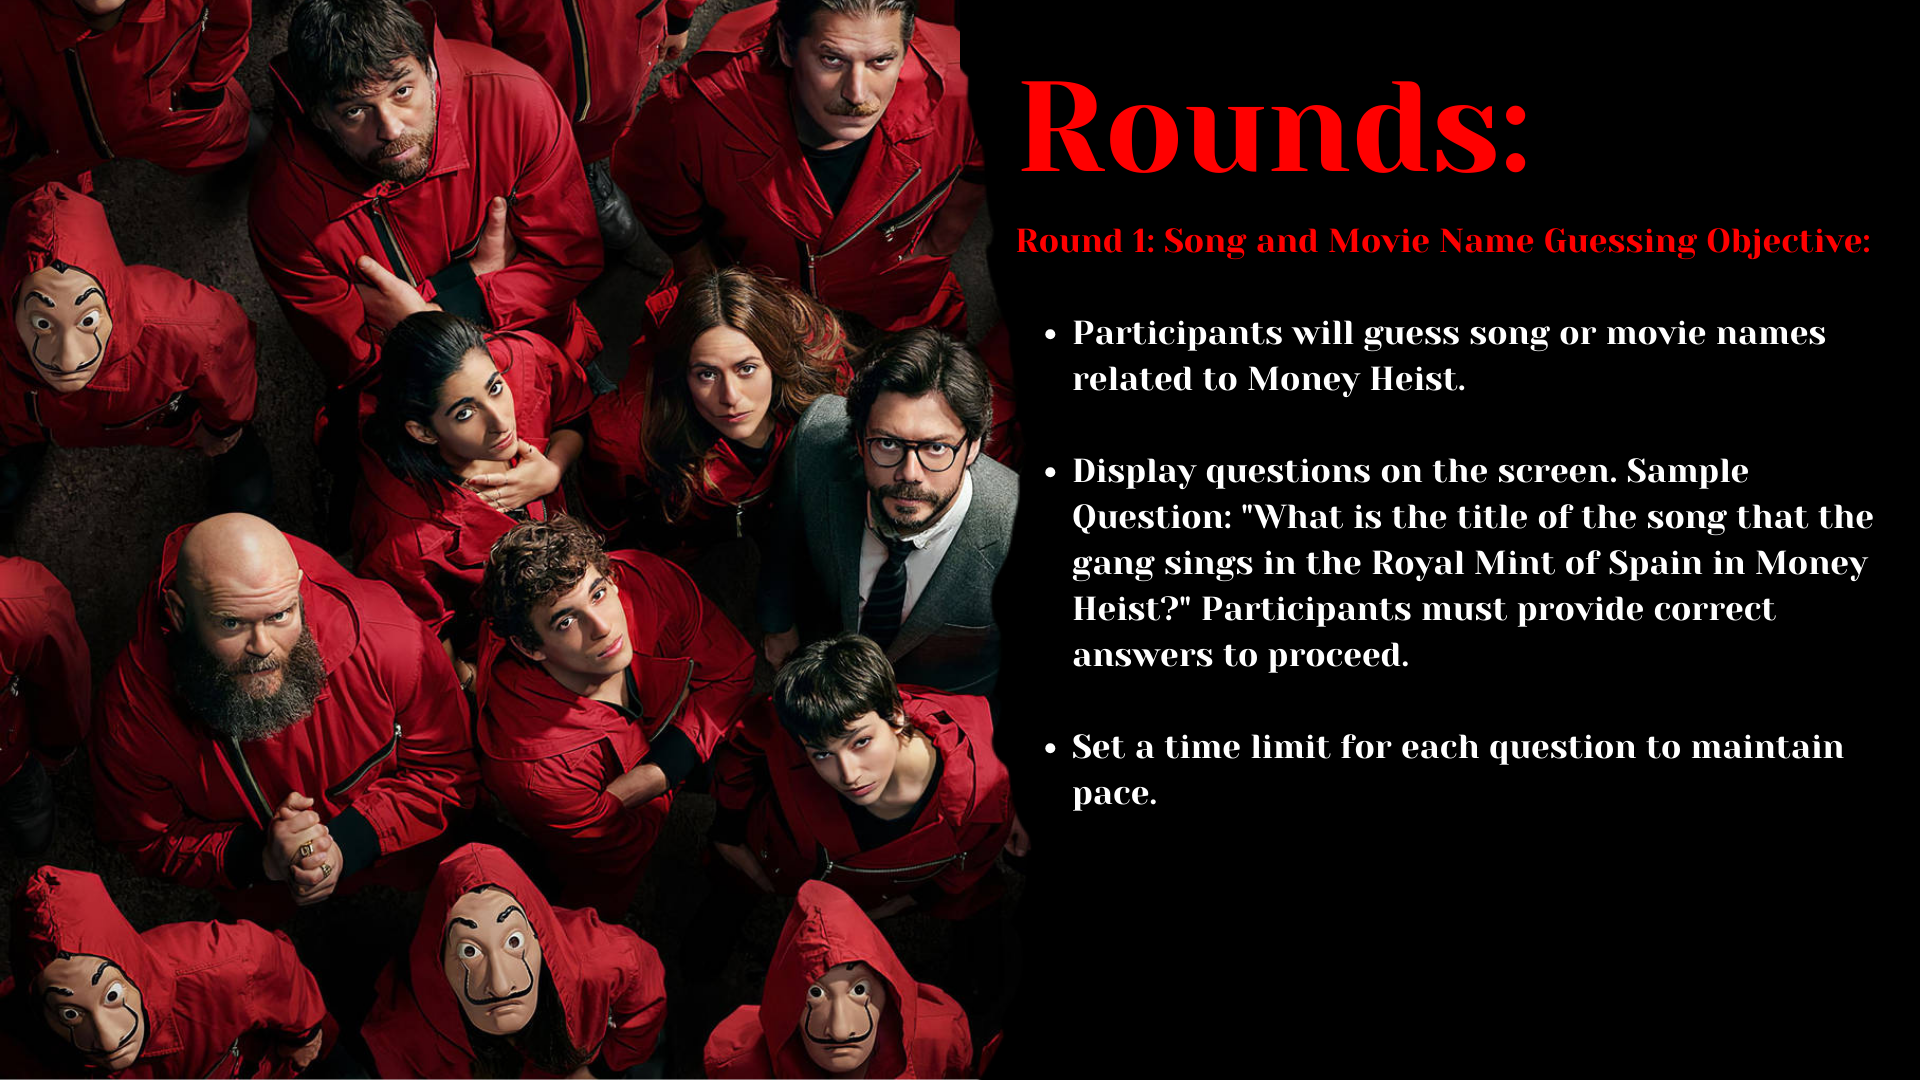 Rounds:
Round 1: Song and Movie Name Guessing Objective:
• Participants will guess song or movie names
related to Money Heist.
• Display questions on the screen. Sample
Question: "What is the title of the song that the
gang sings in the Royal Mint of Spain in Money
Heist?" Participants must provide correct
answers to proceed.
• Set a time limit for each question to maintain
pace.